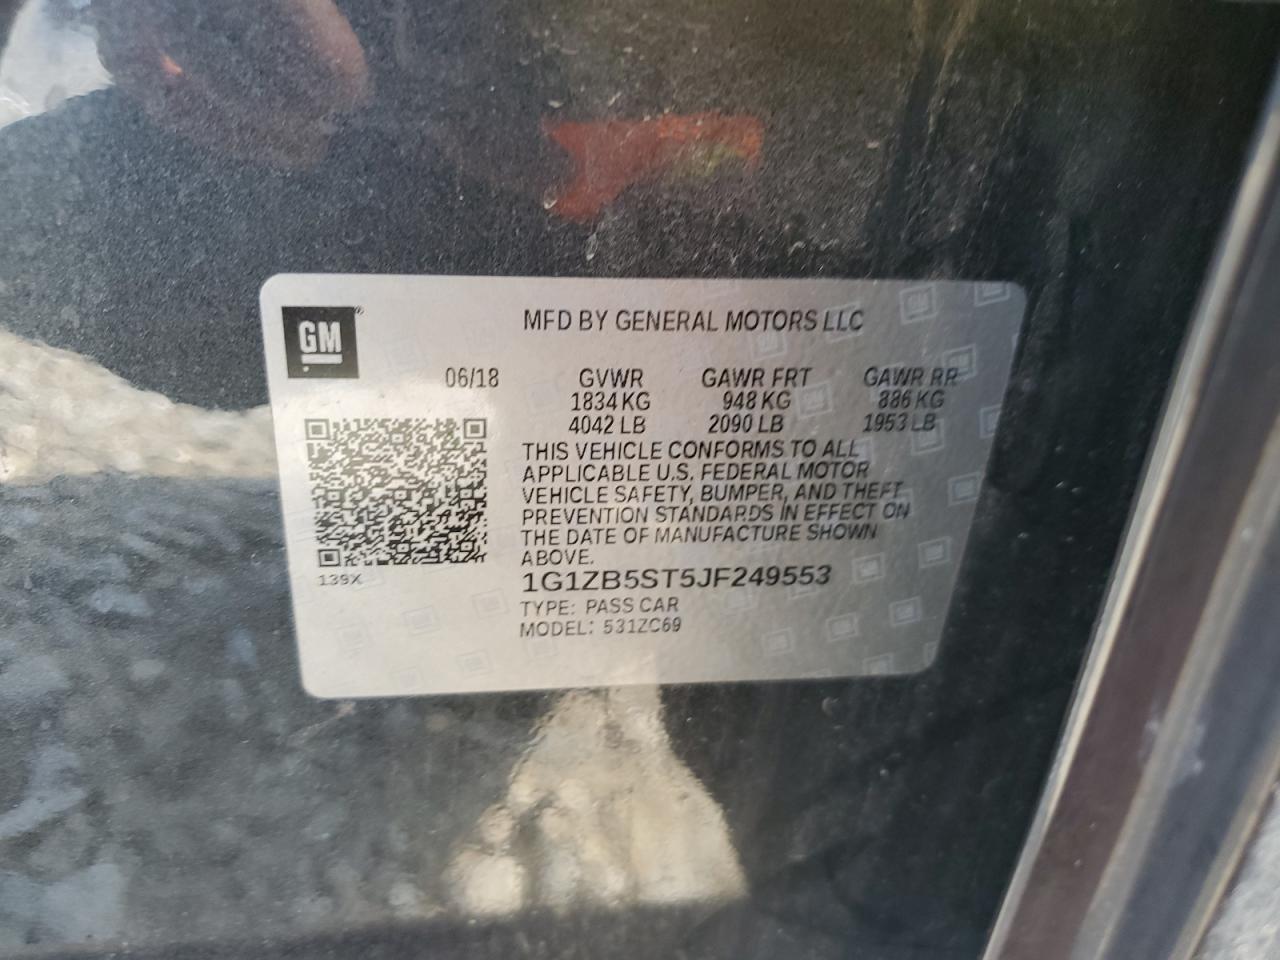 GM
MFD BY GENERAL MOTORS LLC
06/18 GVWR GAWR FRT GAWR RR
1834 KG 948 KG 886 KG
4042 LB 2090 LB 1953 LB
THIS VEHICLE CONFORMS TO ALL
APPLICABLE U.S. FEDERAL MOTOR
VEHICLE SAFETY, BUMPER, AND THEFT
PREVENTION STANDARDS IN EFFECT ON
THE DATE OF MANUFACTURE SHOWN
ABOVE.
139X
1G1ZB5ST5JF249553
TYPE: PASS CAR
MODEL: 531ZC69